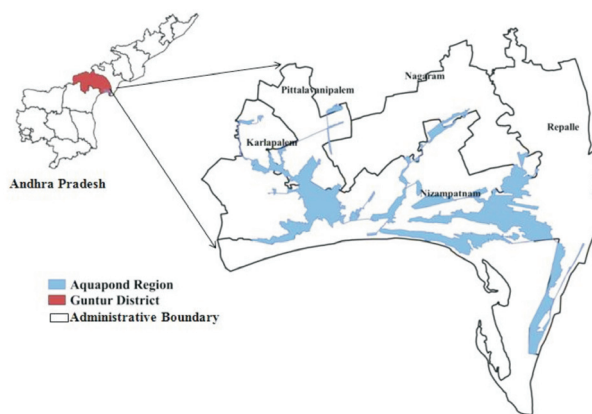 Nagaram
Pittalavanipalem
Repalle
Karlapalem
Nizampatnam
Andhra Pradesh
Aquapond Region
Guntur District
Administrative Boundary